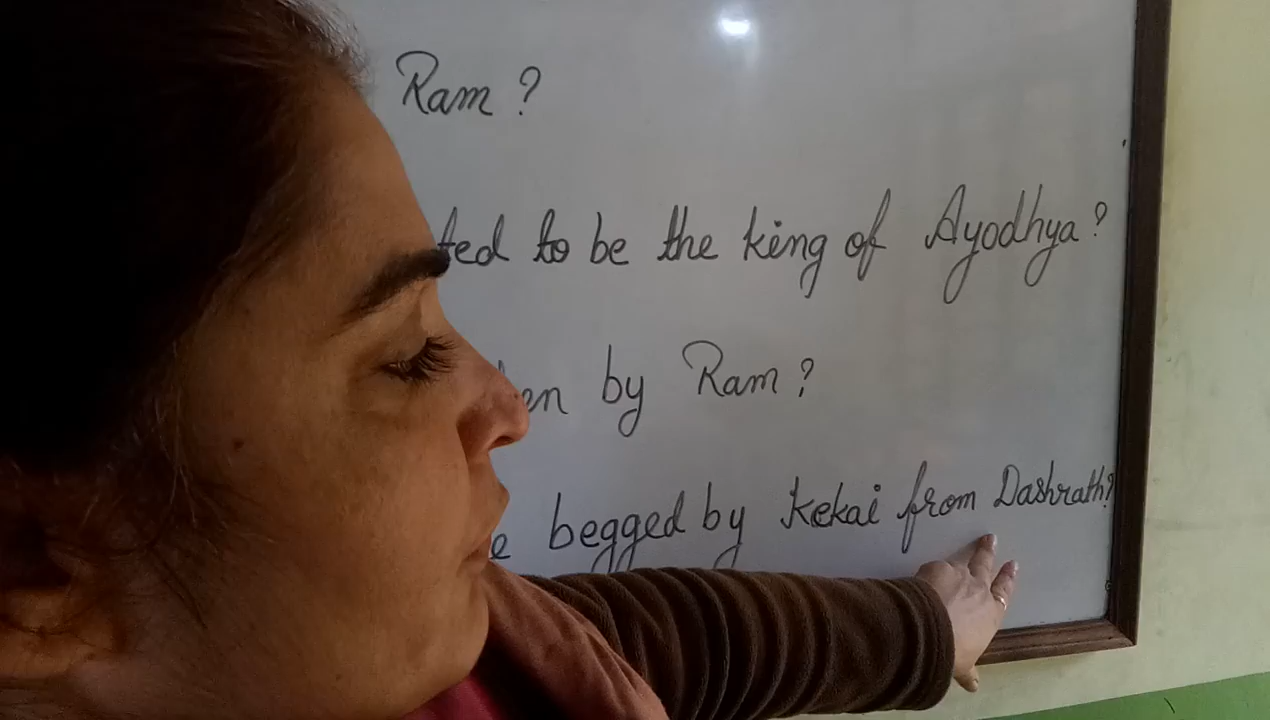 Ram ?
ted to be the king of Ayodhya ?
en by Ram ?
e begged by Kekai from Dashrath?